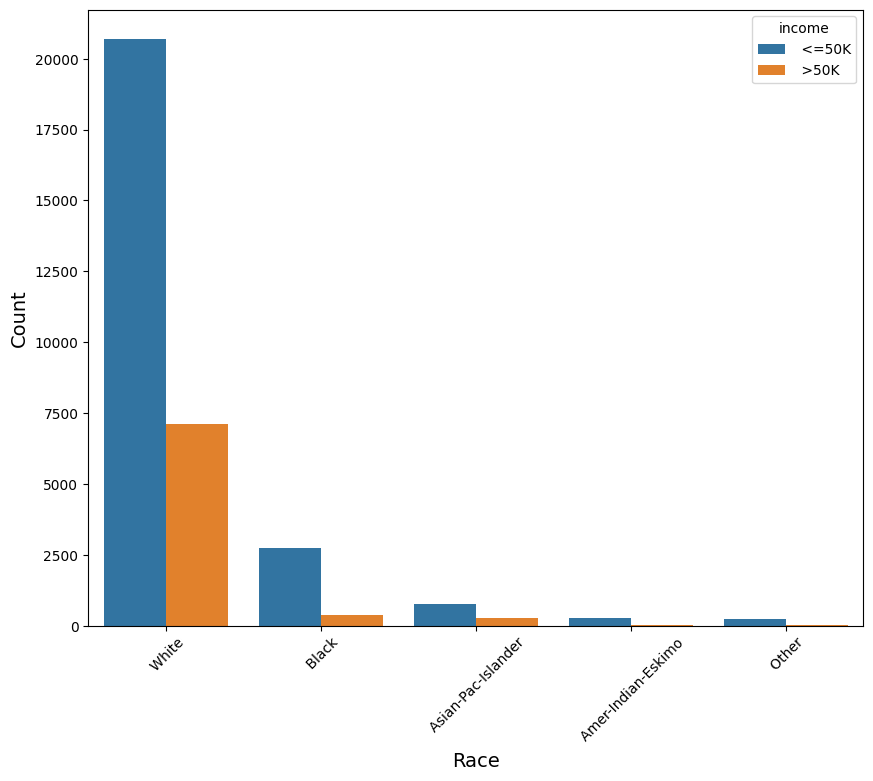 income
<=50K
>50K
20000
17500
15000
12500
10000
7500
5000
2500
0
Count
White
Black
Asian-Pac-Islander
Amer-Indian-Eskimo
Other
Race